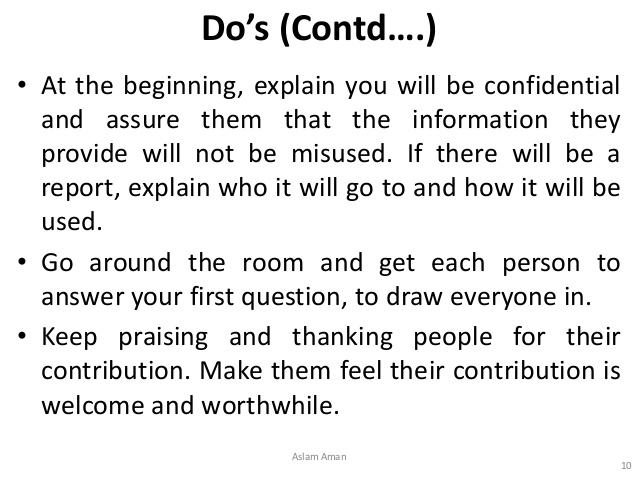 Do’s (Contd….)
• At the beginning, explain you will be confidential
and assure them that the information they
provide will not be misused. If there will be a
report, explain who it will go to and how it will be
used.
• Go around the room and get each person to
answer your first question, to draw everyone in.
• Keep praising and thanking people for their
contribution. Make them feel their contribution is
welcome and worthwhile.
Aslam Aman
10